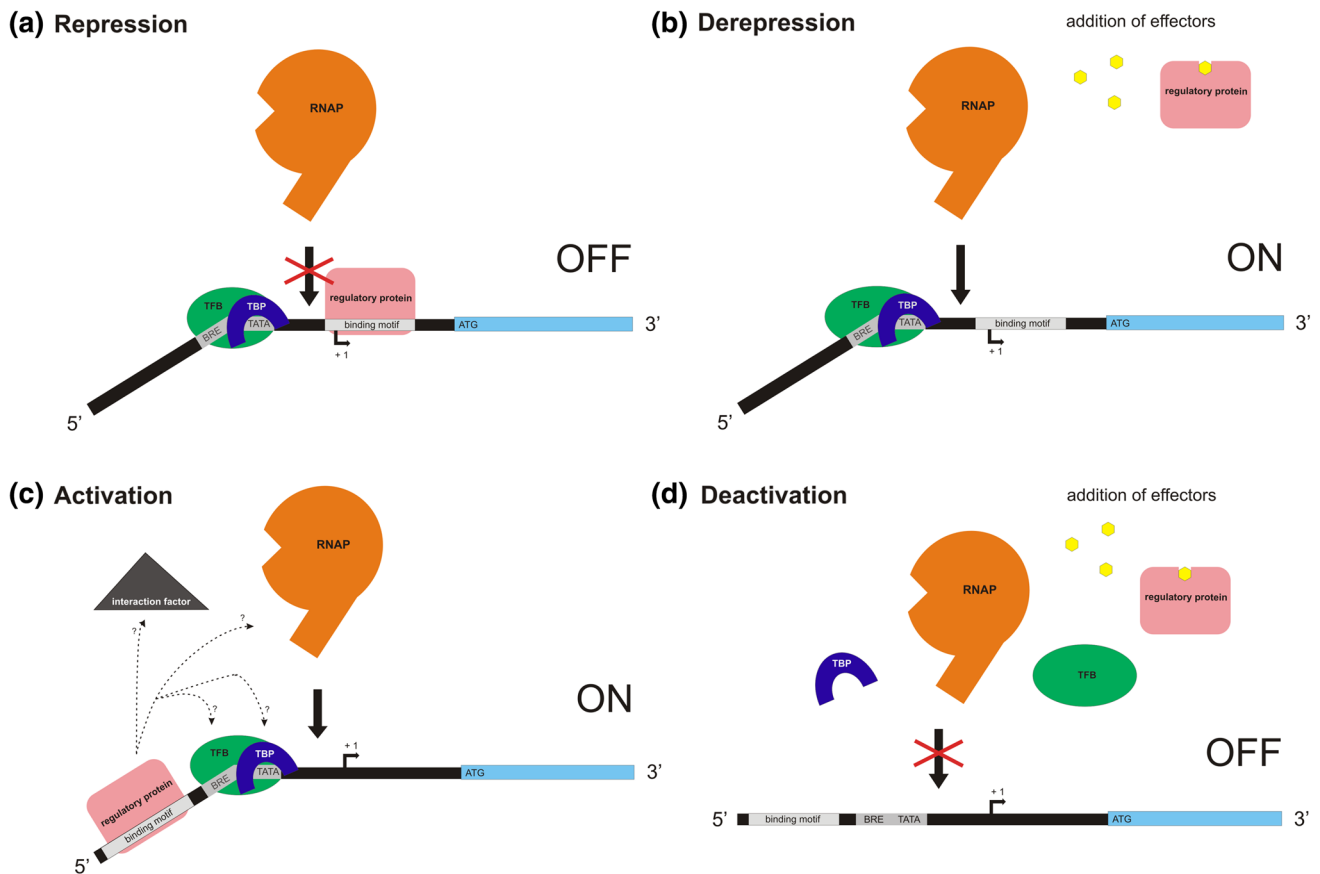 (a) Repression
RNAP
OFF
regulatory protein
TFB
TBP
BRE
TATA
binding motif
ATG
3’
+ 1
5’
(b) Derepression
addition of effectors
RNAP
regulatory protein
ON
TFB
TBP
BRE
TATA
binding motif
ATG
3’
+ 1
5’
(c) Activation
RNAP
interaction factor
?
?
?
?
ON
TFB
TBP
+ 1
BRE
TATA
ATG
3’
regulatory protein
binding motif
5’
(d) Deactivation
addition of effectors
RNAP
regulatory protein
TBP
TFB
OFF
+ 1
5’
binding motif
BRE
TATA
ATG
3’